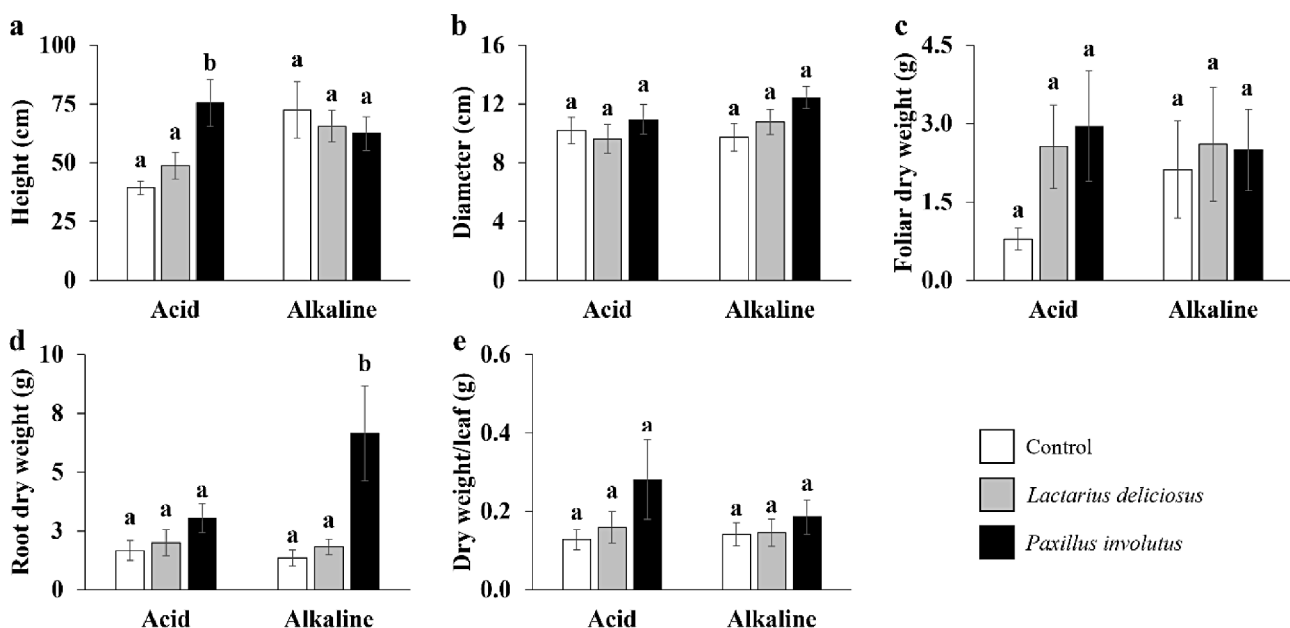 a
Height (cm)
100
75
50
25
0
a
a
b
a
a
a
Acid
Alkaline
b
Diameter (cm)
16
12
8
4
0
a
a
a
a
a
a
Acid
Alkaline
c
Foliar dry weight (g)
4.5
3.0
1.5
0.0
a
a
a
a
a
a
Acid
Alkaline
d
Root dry weight (g)
10
8
5
3
0
a
a
a
a
a
b
Acid
Alkaline
e
Dry weight/leaf (g)
0.6
0.4
0.2
0.0
a
a
a
a
a
a
Acid
Alkaline
Control
Lactarius deliciosus
Paxillus involutus